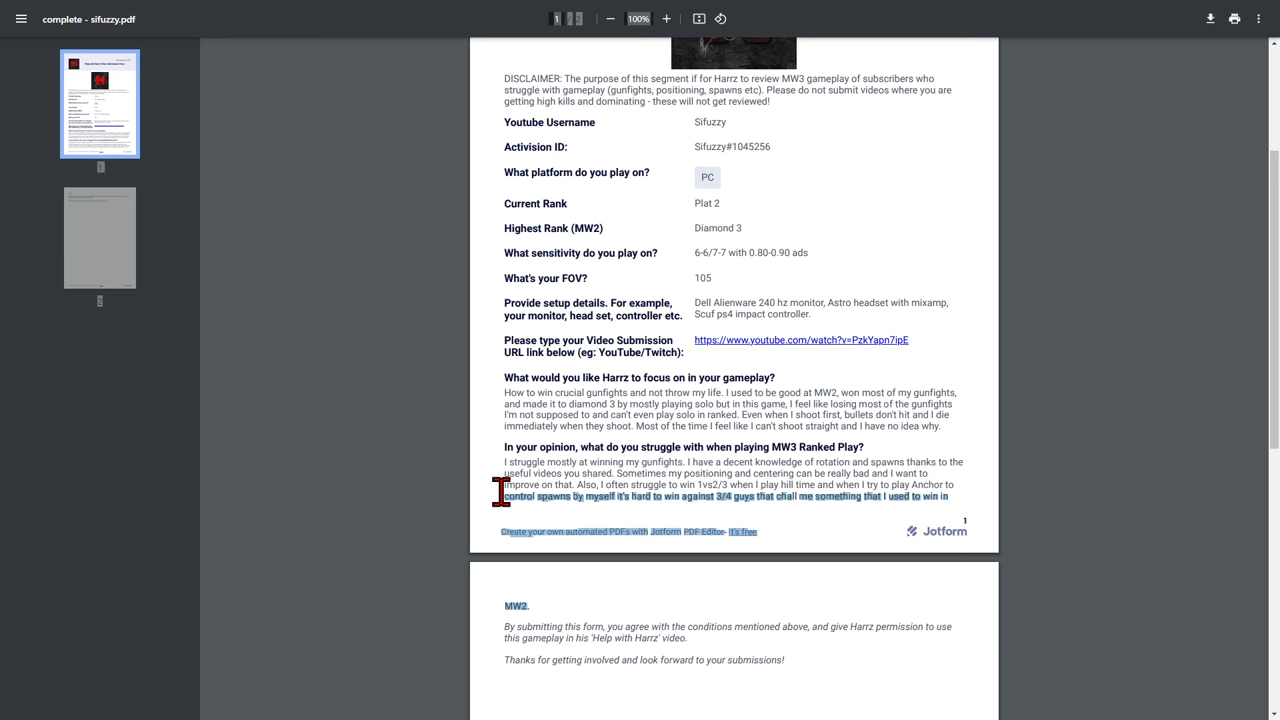 complete - sifuzzy.pdf
1 / 2
100%
DISCLAIMER: The purpose of this segment if for Harrz to review MW3 gameplay of subscribers who
struggle with gameplay (gunfights, positioning, spawns etc). Please do not submit videos where you are
getting high kills and dominating - these will not get reviewed!
Youtube Username
Sifuzzy
Activision ID:
Sifuzzy#1045256
What platform do you play on?
PC
Current Rank
Plat 2
Highest Rank (MW2)
Diamond 3
What sensitivity do you play on?
6-6/7-7 with 0.80-0.90 ads
What's your FOV?
105
Provide setup details. For example,
your monitor, head set, controller etc.
Dell Alienware 240 hz monitor, Astro headset with mixamp,
Scuf ps4 impact controller.
Please type your Video Submission
URL link below (eg: YouTube/Twitch):
https://www.youtube.com/watch?v=PzkYapn7ipE
What would you like Harrz to focus on in your gameplay?
How to win crucial gunfights and not throw my life. I used to be good at MW2, won most of my gunfights,
and made it to diamond 3 by mostly playing solo but in this game, I feel like losing most of the gunfights
I'm not supposed to and can't even play solo in ranked. Even when I shoot first, bullets don't hit and I die
immediately when they shoot. Most of the time I feel like I can't shoot straight and I have no idea why.
In your opinion, what do you struggle with when playing MW3 Ranked Play?
I struggle mostly at winning my gunfights. I have a decent knowledge of rotation and spawns thanks to the
useful videos you shared. Sometimes my positioning and centering can be really bad and I want to
improve on that. Also, I often struggle to win 1vs2/3 when I play hill time and when I try to play Anchor to
control spawns by myself it's hard to win against 3/4 guys that chall me something that I used to win in
1
Create your own automated PDFs with Jotform PDF Editor- It's free
Jotform
MW2.
By submitting this form, you agree with the conditions mentioned above, and give Harrz permission to use
this gameplay in his 'Help with Harrz' video.
Thanks for getting involved and look forward to your submissions!
1
2